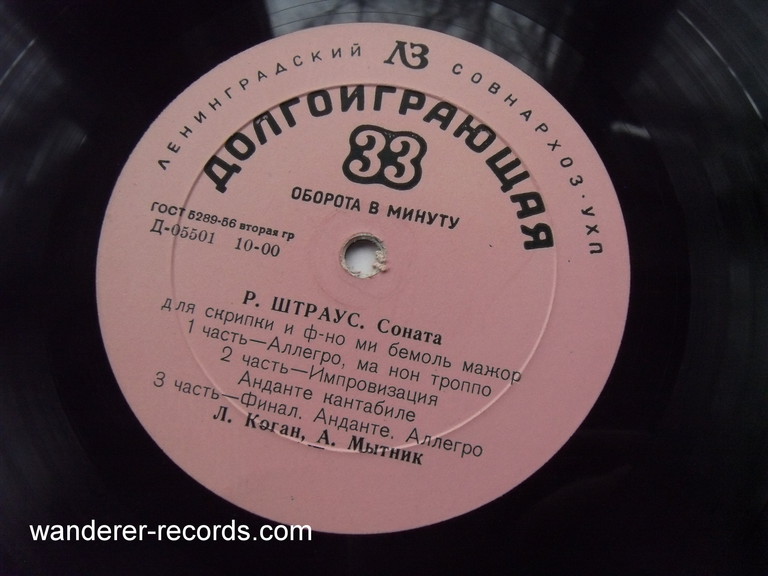 ЛЕНИНГРАДСКИЙ ЛЗ СОВНАРХОЗ·УХП
ДОЛГОИГРАЮЩАЯ
33
ОБОРОТА В МИНУТУ
ГОСТ 5289-56 вторая гр
Д-05501 10-00
Р. ШТРАУС. Соната
для скрипки и ф-но ми бемоль мажор
1 часть—Аллегро, ма нон троппо
2 часть—Импровизация
Анданте кантабиле
3 часть—Финал. Анданте. Аллегро
Л. Коган, А. Мытник
wanderer-records.com